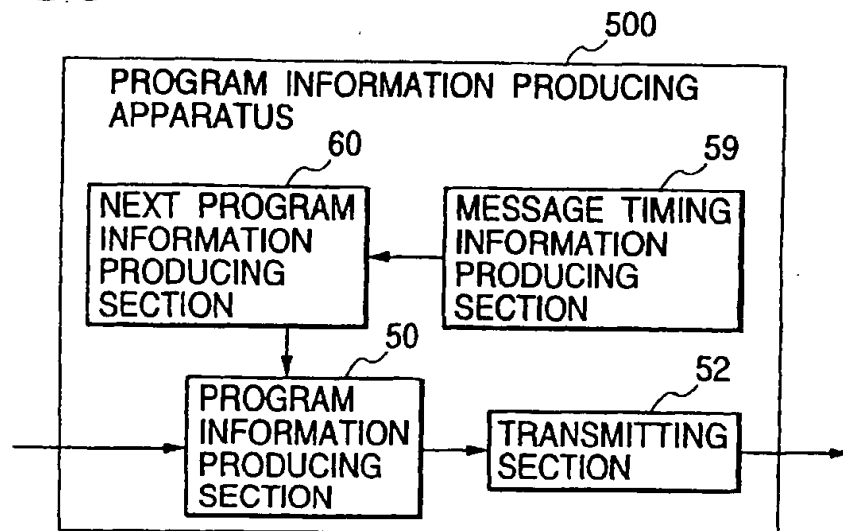 500
PROGRAM INFORMATION PRODUCING
APPARATUS
60
59
NEXT PROGRAM
INFORMATION
PRODUCING
SECTION
MESSAGE TIMING
INFORMATION
PRODUCING
SECTION
50
52
PROGRAM
INFORMATION
PRODUCING
SECTION
TRANSMITTING
SECTION